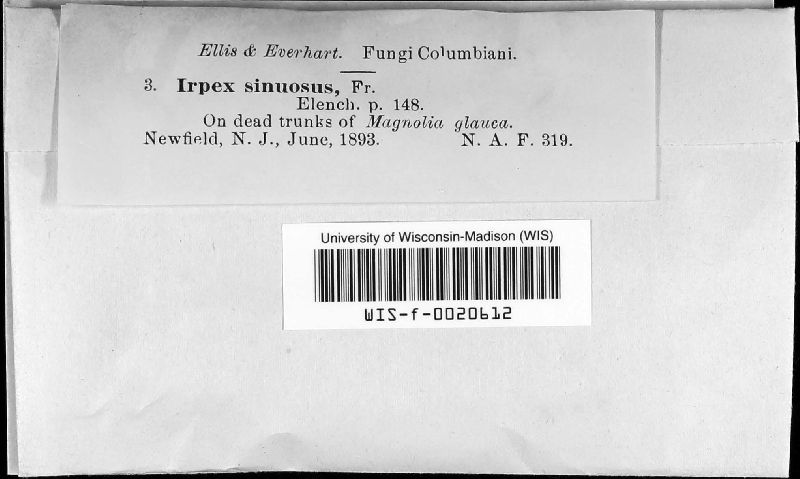 Ellis & Everhart. Fungi Columbiani.
3. Irpex sinuosus, Fr.
Elench. p. 148.
On dead trunks of Magnolia glauca.
Newfield, N. J., June, 1893. N. A. F. 319.
University of Wisconsin-Madison (WIS)
WIS-f-0020612